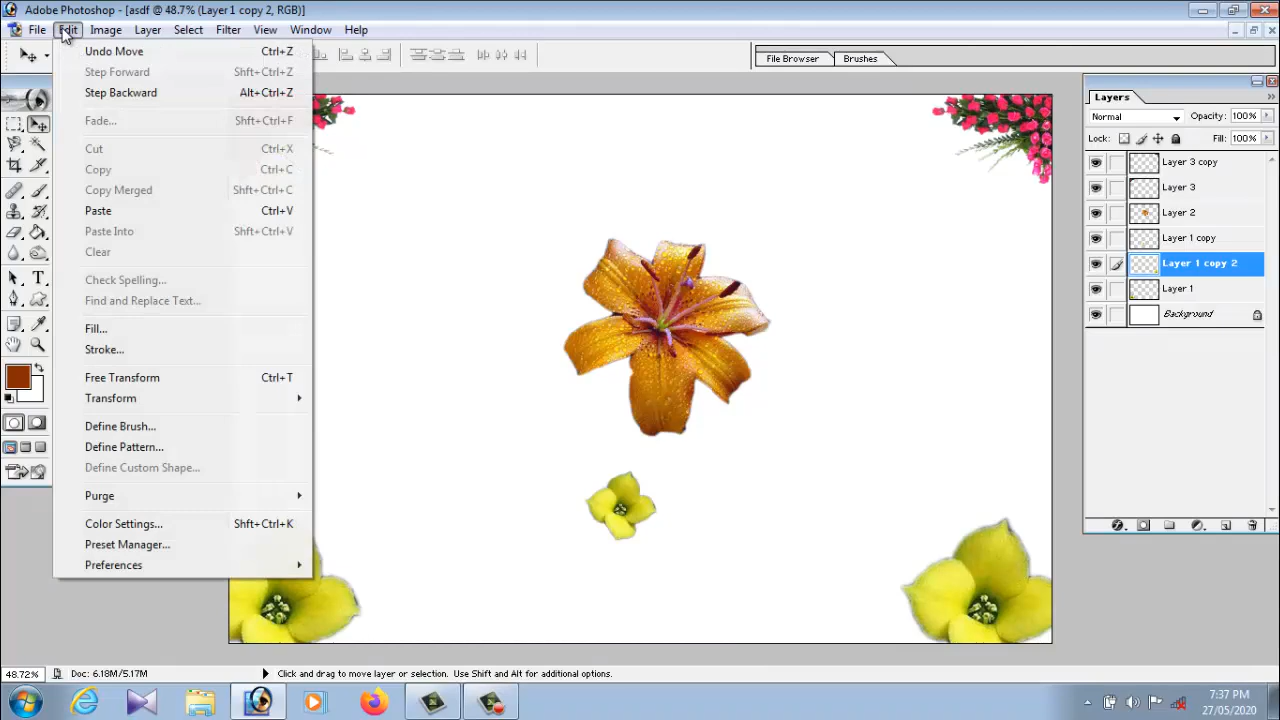 Adobe Photoshop - [asdf @ 48.7% (Layer 1 copy 2, RGB)]
File Edit Image Layer Select Filter View Window Help
Undo Move Ctrl+Z
Step Forward Shft+Ctrl+Z
Step Backward Alt+Ctrl+Z
Fade... Shft+Ctrl+F
Cut Ctrl+X
Copy Ctrl+C
Copy Merged Shft+Ctrl+C
Paste Ctrl+V
Paste Into Shft+Ctrl+V
Clear
Check Spelling...
Find and Replace Text...
Fill...
Stroke...
Free Transform Ctrl+T
Transform
Define Brush...
Define Pattern...
Define Custom Shape...
Purge
Color Settings... Shft+Ctrl+K
Preset Manager...
Preferences
File Browser Brushes
Layers
Normal Opacity: 100%
Lock: Fill: 100%
Layer 3 copy
Layer 3
Layer 2
Layer 1 copy
Layer 1 copy 2
Layer 1
Background
48.72% Doc: 6.18M/5.17M Click and drag to move layer or selection. Use Shift and Alt for additional options.
7:37 PM
27/05/2020